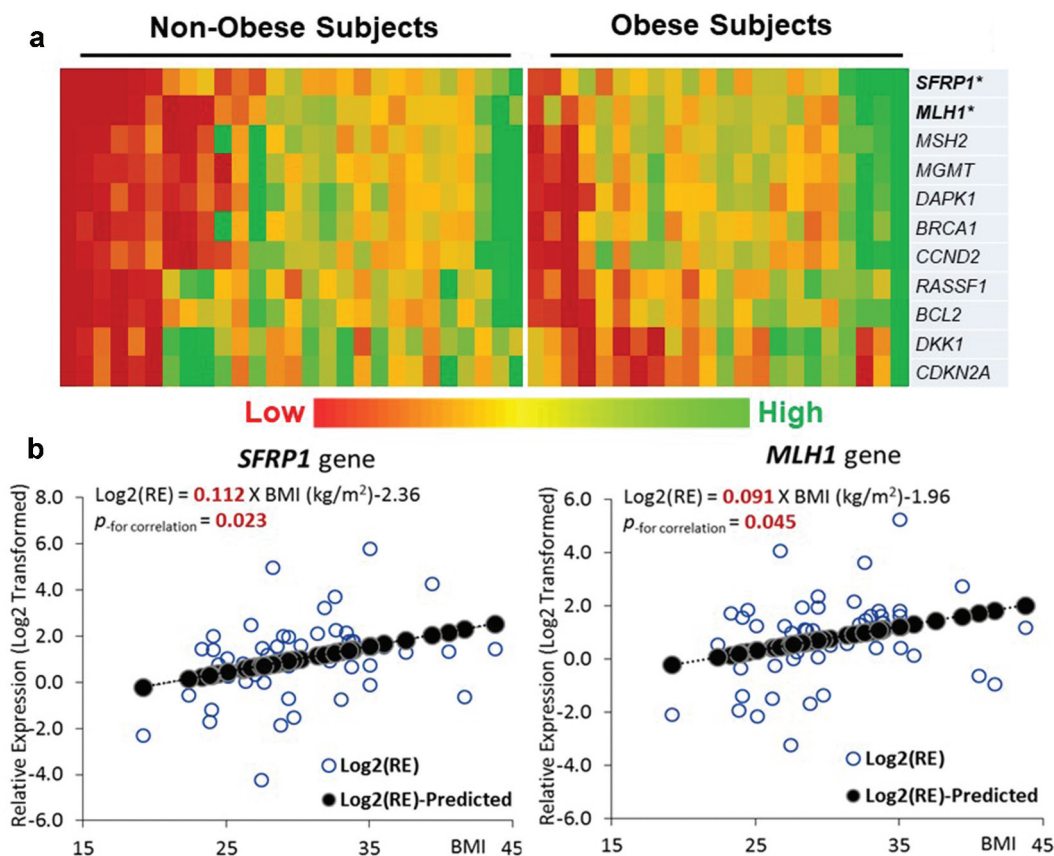 a
Non-Obese Subjects
Obese Subjects
SFRP1*
MLH1*
MSH2
MGMT
DAPK1
BRCA1
CCND2
RASSF1
BCL2
DKK1
CDKN2A
Low
High
b
SFRP1 gene
Log2(RE) = 0.112 X BMI (kg/m²)-2.36
p-for correlation = 0.023
Relative Expression (Log2 Transformed)
8.0
6.0
4.0
2.0
0.0
-2.0
-4.0
-6.0
Log2(RE)
Log2(RE)-Predicted
15
25
35
BMI
45
MLH1 gene
Log2(RE) = 0.091 X BMI (kg/m²)-1.96
p-for correlation = 0.045
Relative Expression (Log2 Transformed)
6.0
4.0
2.0
0.0
-2.0
-4.0
-6.0
Log2(RE)
Log2(RE)-Predicted
15
25
35
BMI
45